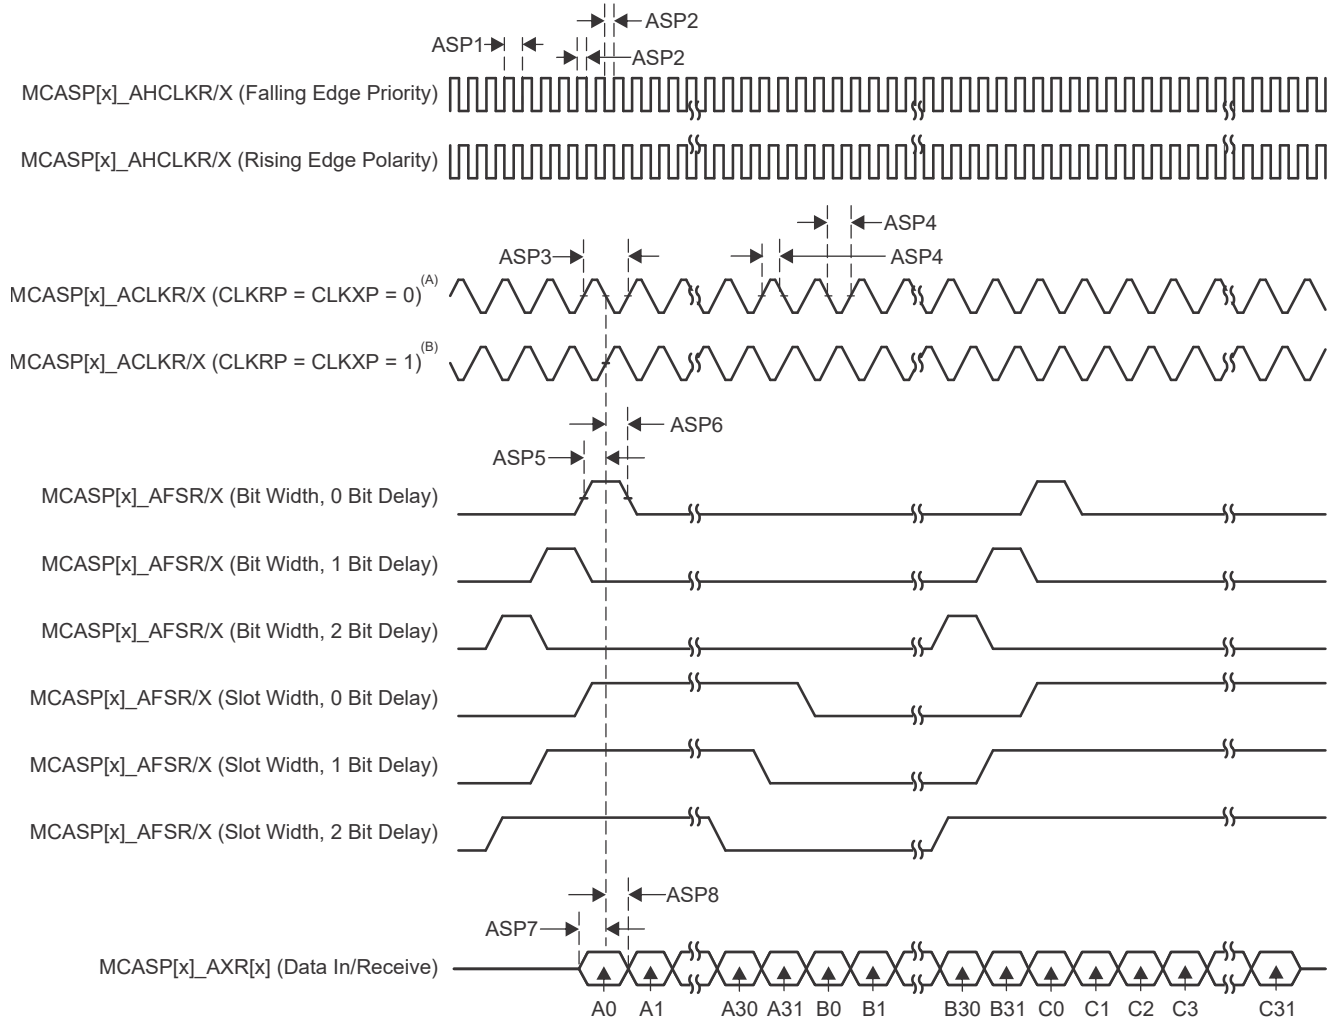 ASP2
ASP1
ASP2
MCASP[x]_AHCLKR/X (Falling Edge Priority)
MCASP[x]_AHCLKR/X (Rising Edge Polarity)
ASP4
ASP3
ASP4
MCASP[x]_ACLKR/X (CLKRP = CLKXP = 0)(A)
MCASP[x]_ACLKR/X (CLKRP = CLKXP = 1)(B)
ASP6
ASP5
MCASP[x]_AFSR/X (Bit Width, 0 Bit Delay)
MCASP[x]_AFSR/X (Bit Width, 1 Bit Delay)
MCASP[x]_AFSR/X (Bit Width, 2 Bit Delay)
MCASP[x]_AFSR/X (Slot Width, 0 Bit Delay)
MCASP[x]_AFSR/X (Slot Width, 1 Bit Delay)
MCASP[x]_AFSR/X (Slot Width, 2 Bit Delay)
ASP8
ASP7
MCASP[x]_AXR[x] (Data In/Receive)
A0 A1 A30 A31 B0 B1 B30 B31 C0 C1 C2 C3 C31